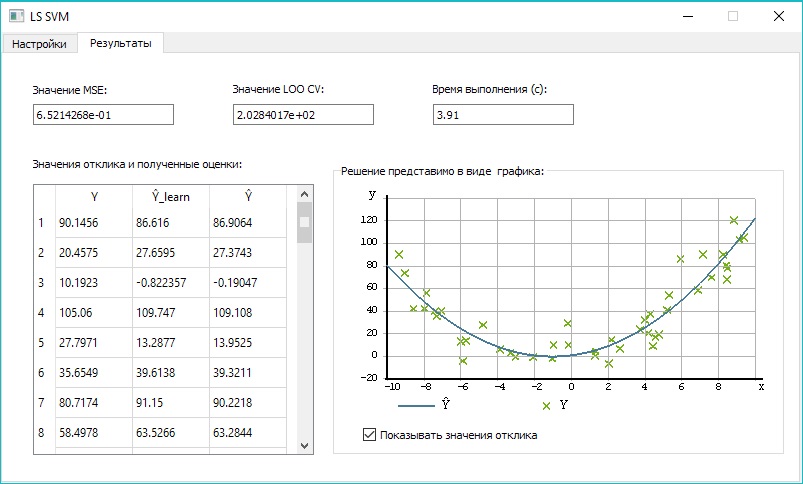 LS SVM
Настройки Результаты
Значение MSE: Значение LOO CV: Время выполнения (с):
6.5214268e-01 2.0284017e+02 3.91
Значения отклика и полученные оценки:
Y Ŷ_learn Ŷ
1 90.1456 86.616 86.9064
2 20.4575 27.6595 27.3743
3 10.1923 -0.822357 -0.19047
4 105.06 109.747 109.108
5 27.7971 13.2877 13.9525
6 35.6549 39.6138 39.3211
7 80.7174 91.15 90.2218
8 58.4978 63.5266 63.2844
Решение представимо в виде графика:
y
120
100
80
60
40
20
0
-20
-10 -8 -6 -4 -2 0 2 4 6 8 x
Ŷ Y
Показывать значения отклика